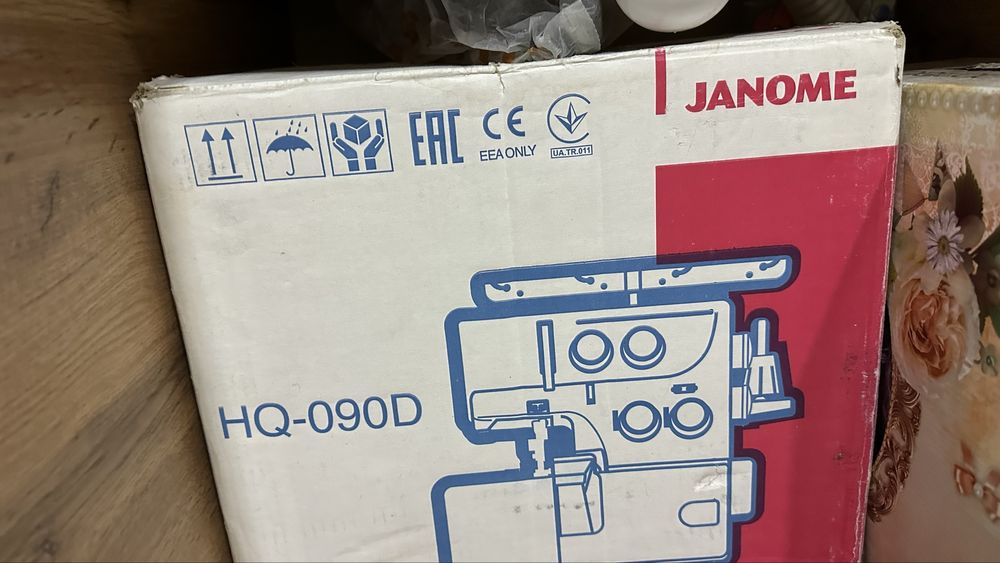 JANOME
EAC
CE
EEA ONLY
UA.TR.011
HQ-090D